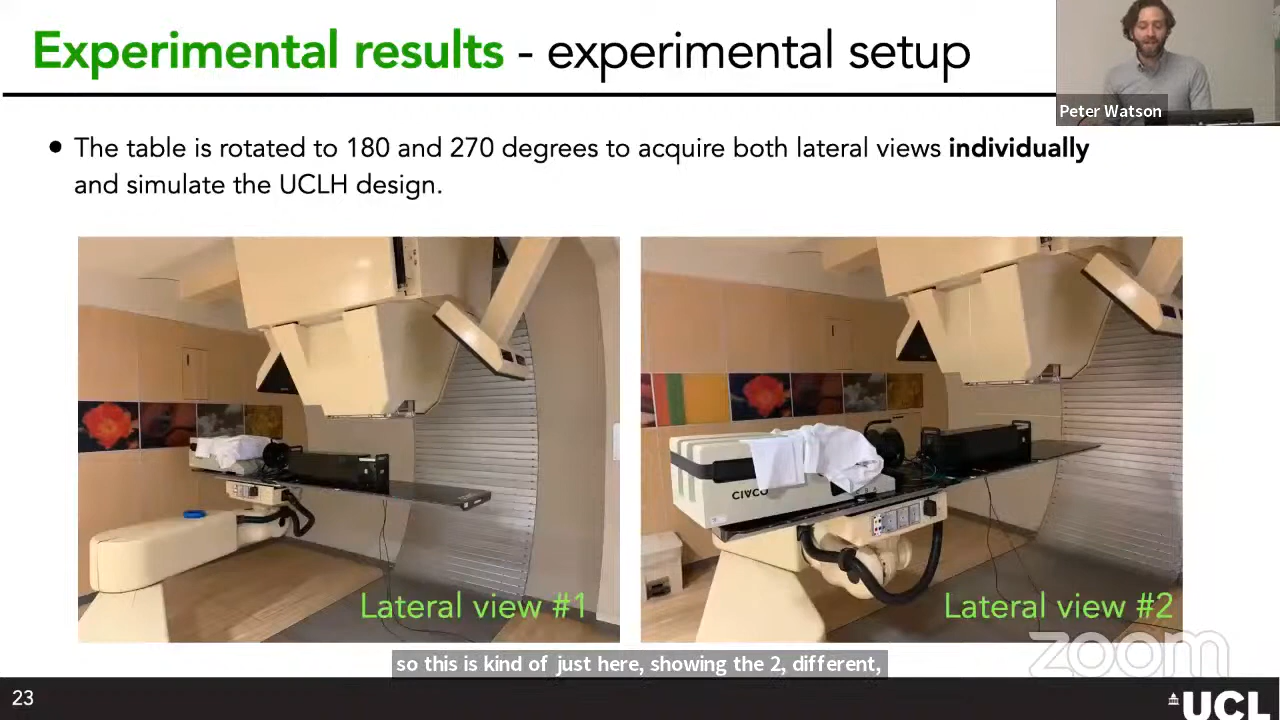 Experimental results - experimental setup
Peter Watson
• The table is rotated to 180 and 270 degrees to acquire both lateral views individually
and simulate the UCLH design.
CIVCO
Lateral view #1
Lateral view #2
zoom
so this is kind of just here, showing the 2, different,
23
UCL